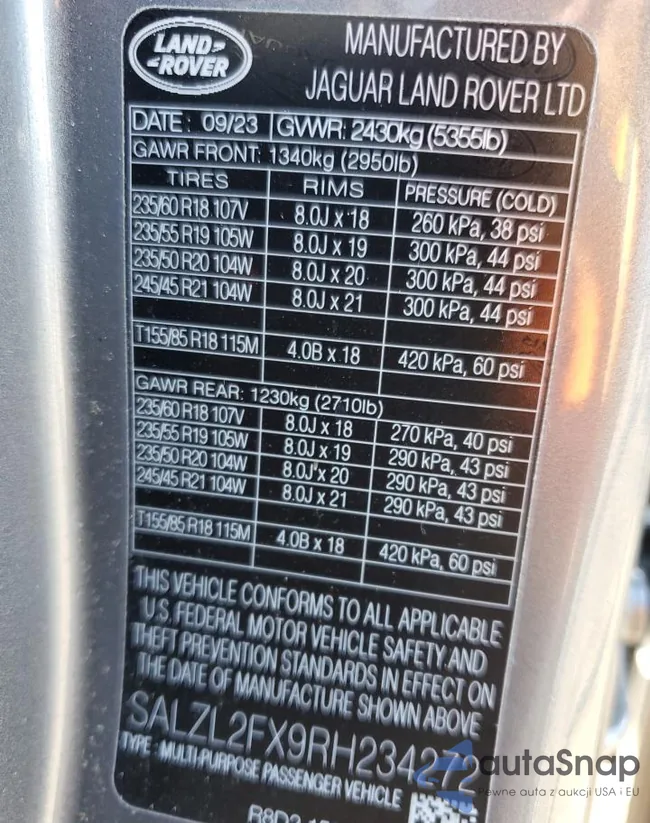 LAND
ROVER
MANUFACTURED BY
JAGUAR LAND ROVER LTD
DATE: 09/23 GVWR: 2430kg (5355lb)
GAWR FRONT: 1340kg (2950lb)
TIRES RIMS PRESSURE (COLD)
235/60 R18 107V 8.0J x 18 260 kPa, 38 psi
235/55 R19 105W 8.0J x 19 300 kPa, 44 psi
235/50 R20 104W 8.0J x 20 300 kPa, 44 psi
245/45 R21 104W 8.0J x 21 300 kPa, 44 psi
T155/85 R18 115M 4.0B x 18 420 kPa, 60 psi
GAWR REAR: 1230kg (2710lb)
235/60 R18 107V 8.0J x 18 270 kPa, 40 psi
235/55 R19 105W 8.0J x 19 290 kPa, 43 psi
235/50 R20 104W 8.0J x 20 290 kPa, 43 psi
245/45 R21 104W 8.0J x 21 290 kPa, 43 psi
T155/85 R18 115M 4.0B x 18 420 kPa, 60 psi
THIS VEHICLE CONFORMS TO ALL APPLICABLE
U.S. FEDERAL MOTOR VEHICLE SAFETY AND
THEFT PREVENTION STANDARDS IN EFFECT ON
THE DATE OF MANUFACTURE SHOWN ABOVE
SALZL2FX9RH234272
TYPE: MULTI-PURPOSE PASSENGER VEHICLE
autaSnap
Pewne auta z aukcji USA i EU